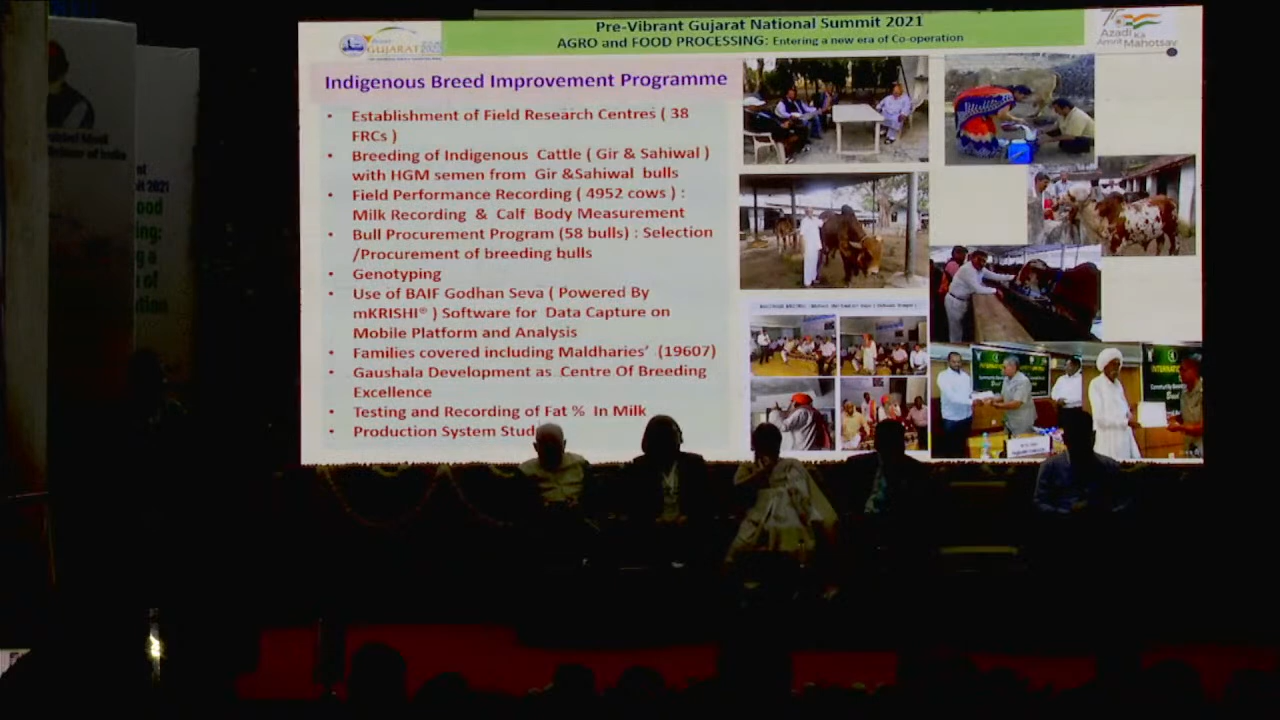 Pre-Vibrant Gujarat National Summit 2021
AGRO and FOOD PROCESSING: Entering a new era of Co-operation
GUJARAT
Azadi Ka
Amrit Mahotsav
Indigenous Breed Improvement Programme
• Establishment of Field Research Centres ( 38
FRCs )
• Breeding of Indigenous Cattle ( Gir & Sahiwal )
with HGM semen from Gir &Sahiwal bulls
• Field Performance Recording ( 4952 cows ) :
Milk Recording & Calf Body Measurement
• Bull Procurement Program (58 bulls) : Selection
/Procurement of breeding bulls
• Genotyping
• Use of BAIF Godhan Seva ( Powered By
mKRISHI® ) Software for Data Capture on
Mobile Platform and Analysis
• Families covered including Maldharies' (19607)
• Gaushala Development as Centre Of Breeding
Excellence
• Testing and Recording of Fat % In Milk
• Production System Stud
INTERNATIO
2021